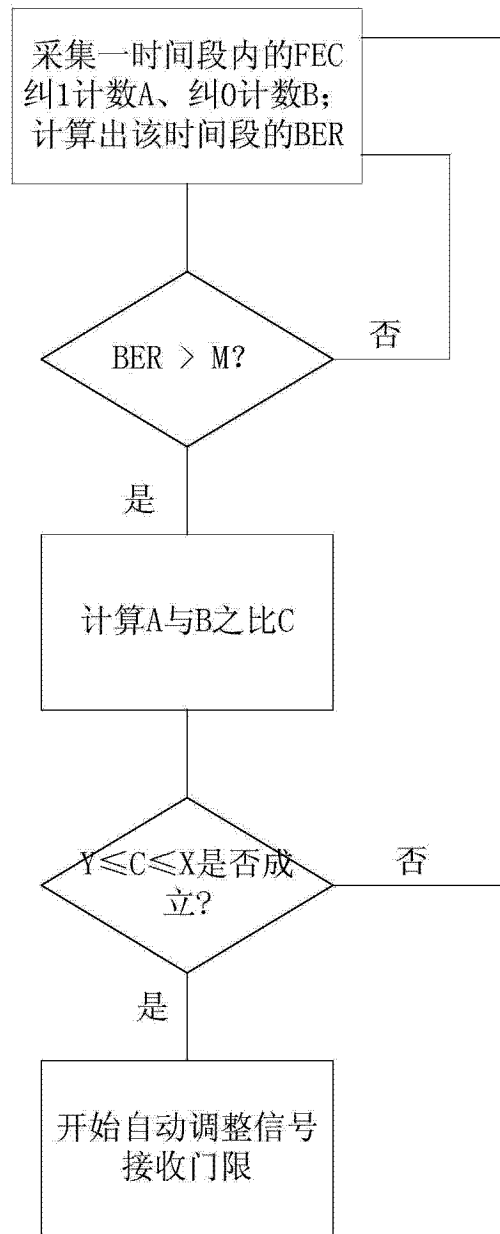 采集一时间段内的FEC
纠1计数A、纠0计数B；
计算出该时间段的BER
BER > M?
否
是
计算A与B之比C
Y≤C≤X是否成
立?
否
是
开始自动调整信号
接收门限